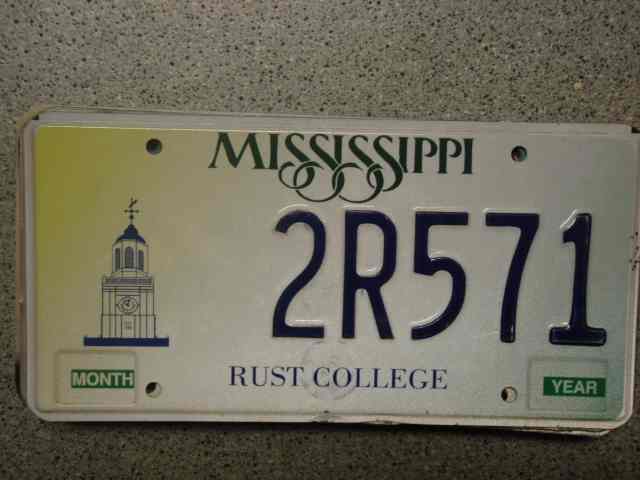 MISSISSIPPI
2R571
RUST COLLEGE
MONTH
YEAR